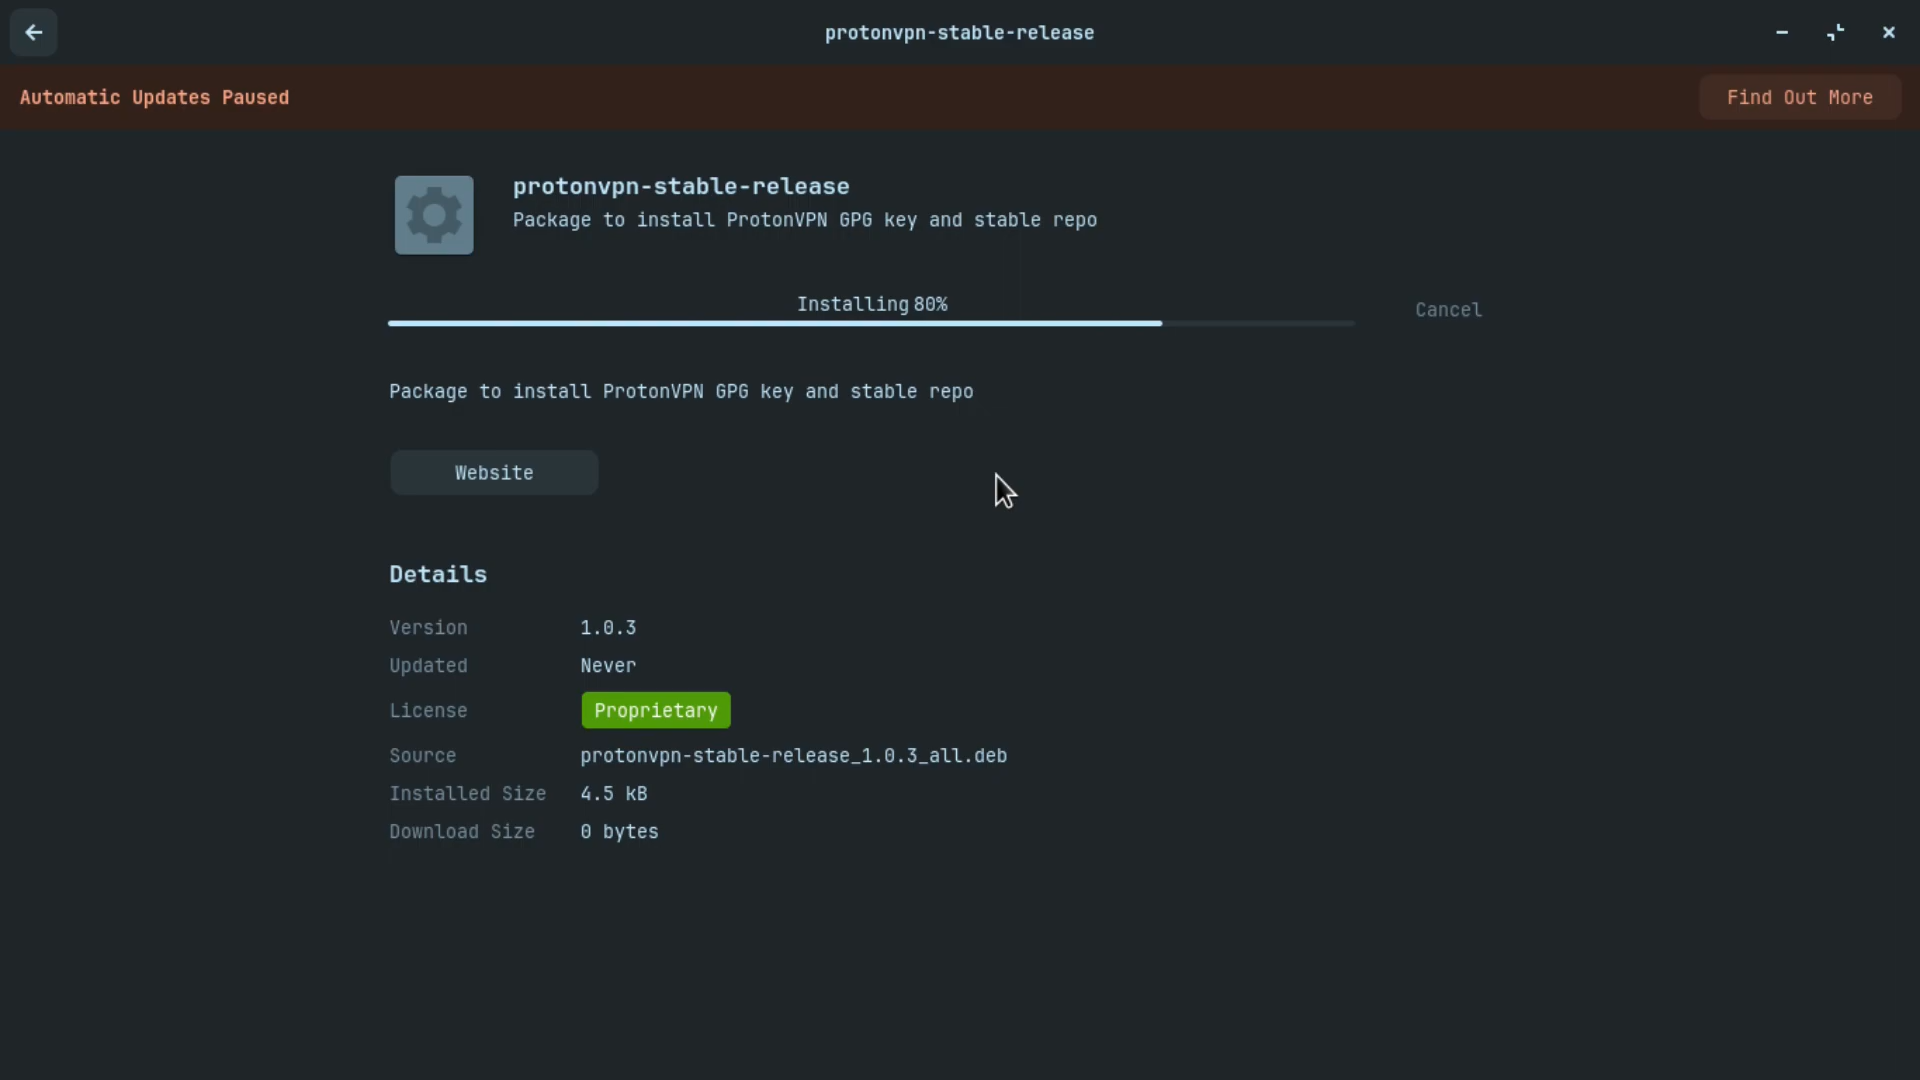 protonvpn-stable-release
Automatic Updates Paused
Find Out More
protonvpn-stable-release
Package to install ProtonVPN GPG key and stable repo
Installing 80%
Cancel
Package to install ProtonVPN GPG key and stable repo
Website
Details
Version 1.0.3
Updated Never
License Proprietary
Source protonvpn-stable-release_1.0.3_all.deb
Installed Size 4.5 kB
Download Size 0 bytes